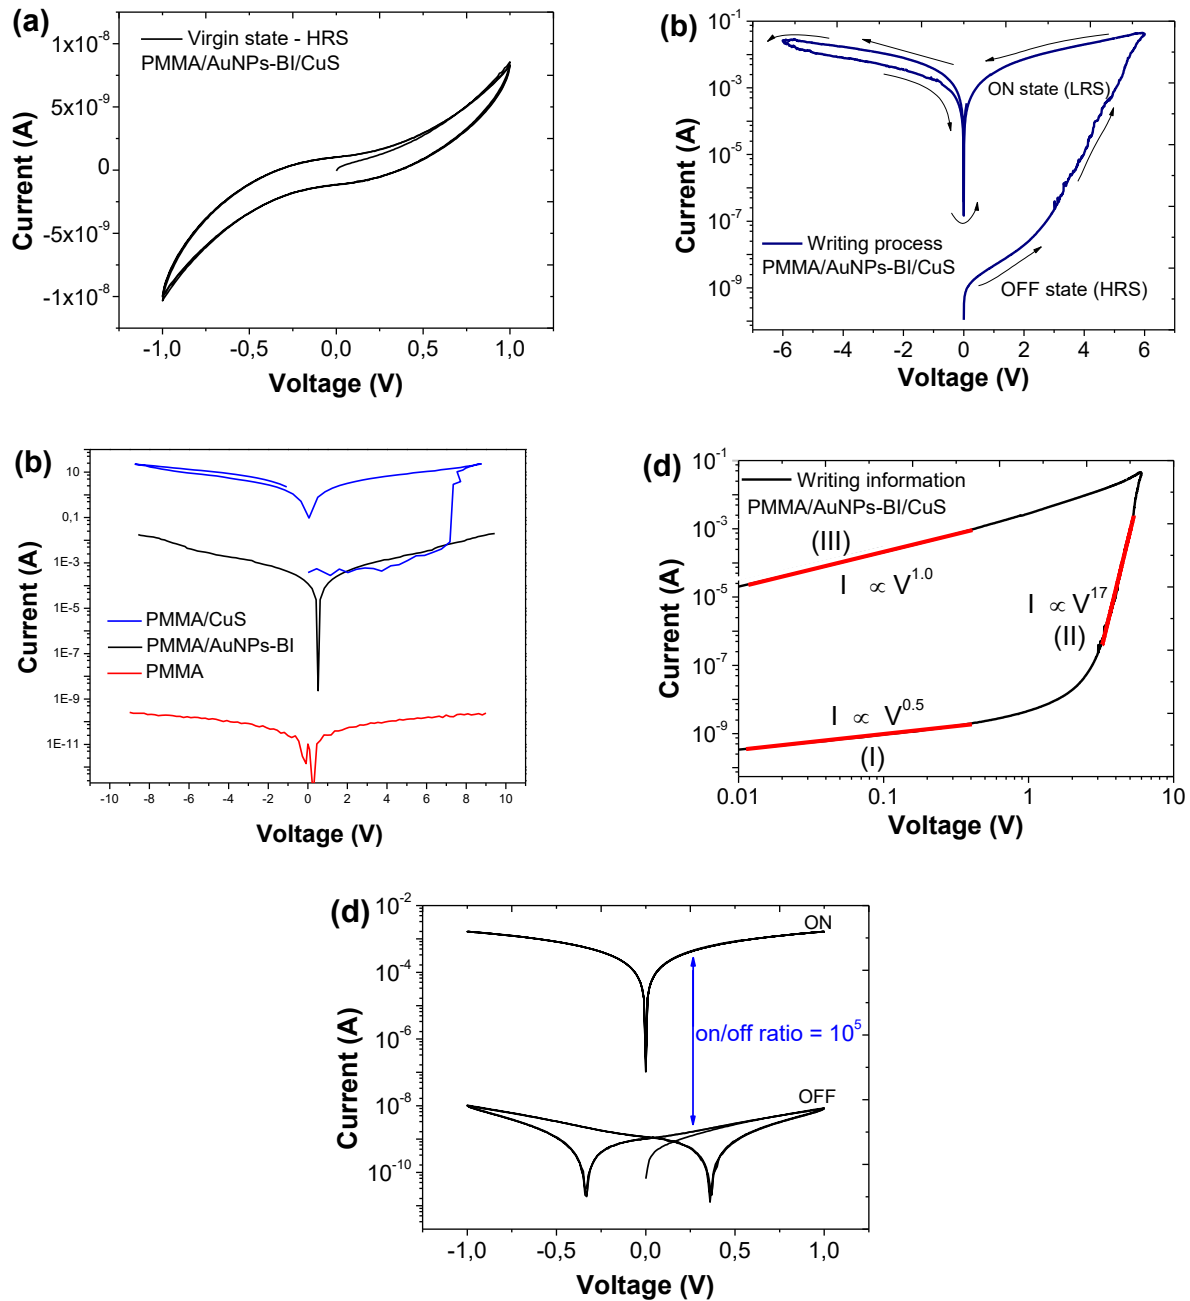 (a)
Virgin state - HRS
PMMA/AuNPs-BI/CuS
1x10⁻⁸
5x10⁻⁹
0
-5x10⁻⁹
-1x10⁻⁸
Current (A)
-1,0 -0,5 0,0 0,5 1,0
Voltage (V)
(b)
10⁻¹
10⁻³
10⁻⁵
10⁻⁷
10⁻⁹
Current (A)
ON state (LRS)
Writing process
PMMA/AuNPs-BI/CuS
OFF state (HRS)
-6 -4 -2 0 2 4 6
Voltage (V)
(b)
10
0,1
1E-3
1E-5
1E-7
1E-9
1E-11
Current (A)
PMMA/CuS
PMMA/AuNPs-BI
PMMA
-10 -8 -6 -4 -2 0 2 4 6 8 10
Voltage (V)
(d)
10⁻¹
10⁻³
10⁻⁵
10⁻⁷
10⁻⁹
Current (A)
Writing information
PMMA/AuNPs-BI/CuS
(III)
I ∝ V¹·⁰
I ∝ V¹⁷
(II)
I ∝ V⁰·⁵
(I)
0.01 0.1 1 10
Voltage (V)
(d)
10⁻²
10⁻⁴
10⁻⁶
10⁻⁸
10⁻¹⁰
Current (A)
ON
on/off ratio = 10⁵
OFF
-1,0 -0,5 0,0 0,5 1,0
Voltage (V)